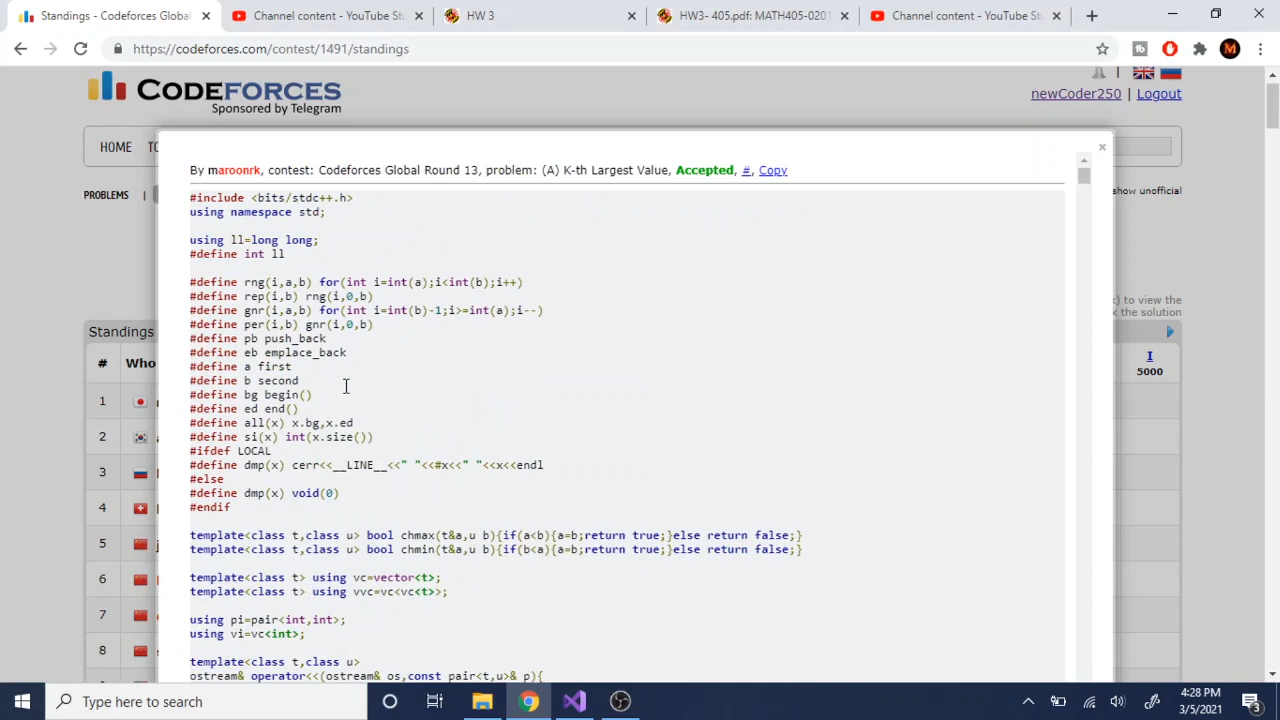 Standings - Codeforces Global
Channel content - YouTube Stu
HW 3
HW3- 405.pdf: MATH405-0201
Channel content - YouTube Stu
https://codeforces.com/contest/1491/standings
M
CODEFORCES
Sponsored by Telegram
newCoder250 | Logout
HOME
PROBLEMS
show unofficial
By maroonrk, contest: Codeforces Global Round 13, problem: (A) K-th Largest Value, Accepted, #, Copy
#include <bits/stdc++.h>
using namespace std;
using ll=long long;
#define int ll
#define rng(i,a,b) for(int i=int(a);i<int(b);i++)
#define rep(i,b) rng(i,0,b)
#define gnr(i,a,b) for(int i=int(b)-1;i>=int(a);i--)
#define per(i,b) gnr(i,0,b)
#define pb push_back
#define eb emplace_back
#define a first
#define b second
#define bg begin()
#define ed end()
#define all(x) x.bg,x.ed
#define si(x) int(x.size())
#ifdef LOCAL
#define dmp(x) cerr<<__LINE__<<" "<<#x<<" "<<x<<endl
#else
#define dmp(x) void(0)
#endif
template<class t,class u> bool chmax(t&a,u b){if(a<b){a=b;return true;}else return false;}
template<class t,class u> bool chmin(t&a,u b){if(b<a){a=b;return true;}else return false;}
template<class t> using vc=vector<t>;
template<class t> using vvc=vc<vc<t>>;
using pi=pair<int,int>;
using vi=vc<int>;
template<class t,class u>
ostream& operator<<(ostream& os,const pair<t,u>& p){
) to view the
k the solution
Standings
# Who
I
5000
1
2
3
4
5
6
7
8
Type here to search
4:28 PM
3/5/2021
3